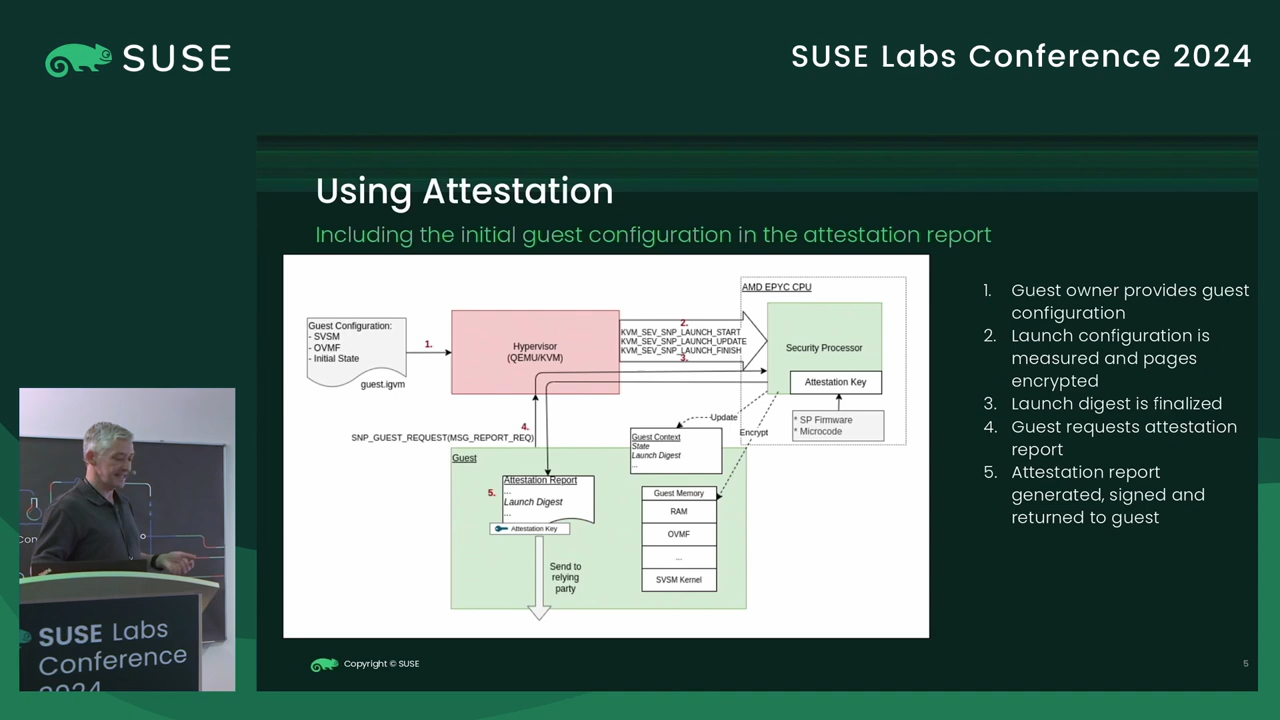 SUSE
SUSE Labs Conference 2024
Using Attestation
Including the initial guest configuration in the attestation report
Guest Configuration:
- SVSM
- OVMF
- Initial State
guest.igvm
1.
Hypervisor
(QEMU/KVM)
2.
KVM_SEV_SNP_LAUNCH_START
KVM_SEV_SNP_LAUNCH_UPDATE
KVM_SEV_SNP_LAUNCH_FINISH
3.
AMD EPYC CPU
Security Processor
Attestation Key
* SP Firmware
* Microcode
Update
Encrypt
4.
SNP_GUEST_REQUEST(MSG_REPORT_REQ)
Guest
Guest Context
State
Launch Digest
...
5.
Attestation Report
...
Launch Digest
...
Attestation Key
Send to
relying
party
Guest Memory
RAM
OVMF
...
SVSM Kernel
1. Guest owner provides guest
configuration
2. Launch configuration is
measured and pages
encrypted
3. Launch digest is finalized
4. Guest requests attestation
report
5. Attestation report
generated, signed and
returned to guest
Copyright © SUSE
5
SUSE Labs
Conference
2024